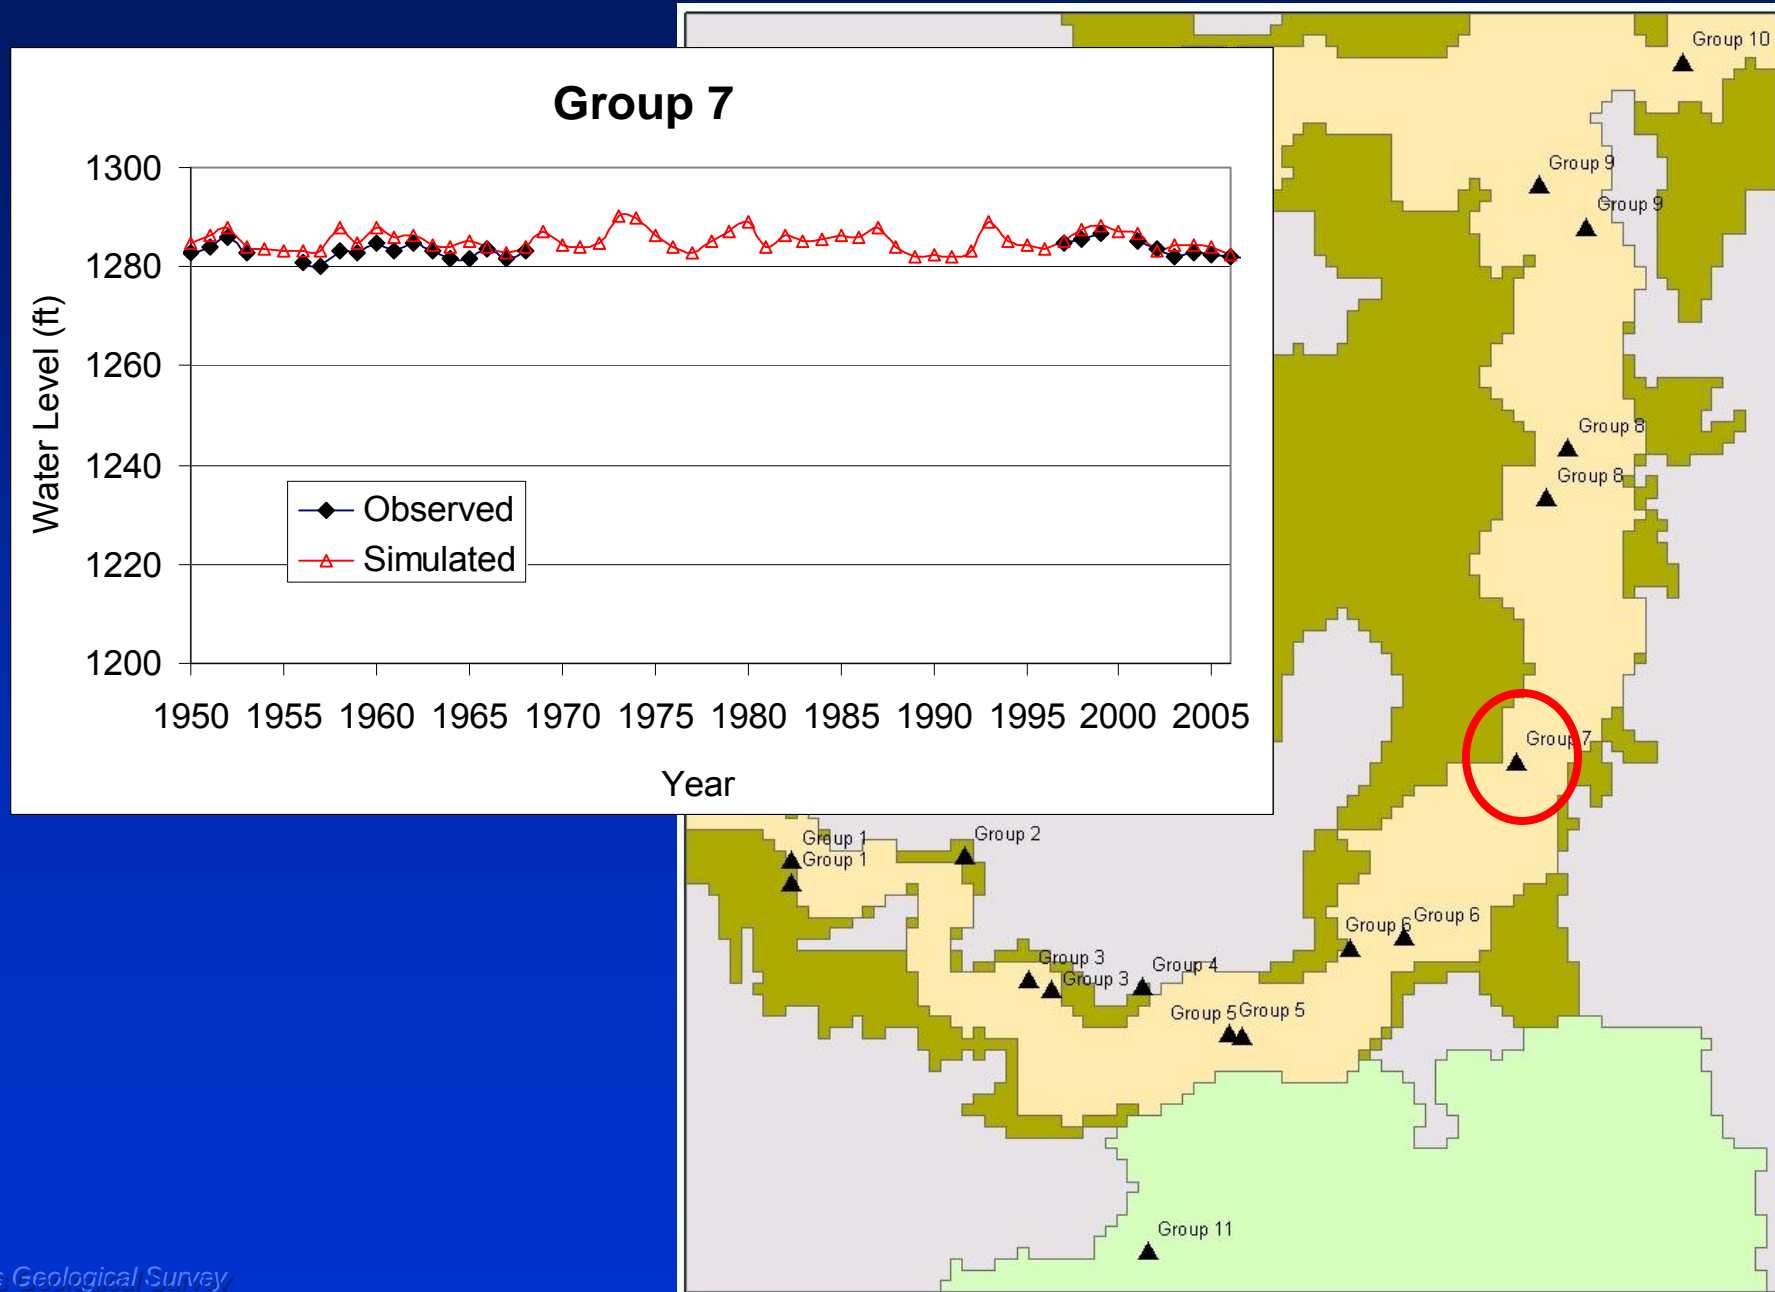 Group 7
1300
1280
1260
1240
1220
1200
Water Level (ft)
Observed
Simulated
1950 1955 1960 1965 1970 1975 1980 1985 1990 1995 2000 2005
Year
Group 10
Group 9
Group 9
Group 8
Group 8
Group 7
Group 1
Group 1
Group 2
Group 6
Group 6
Group 3
Group 3
Group 4
Group 5
Group 5
Group 11
s Geological Survey